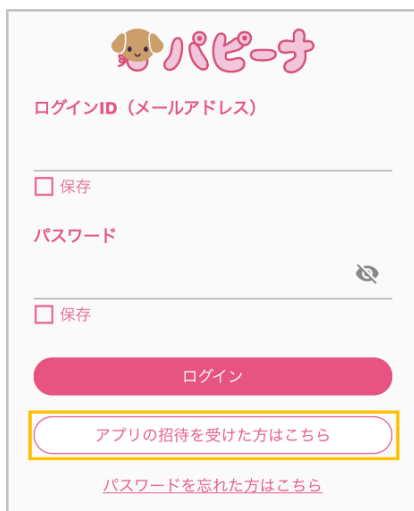 パピーナ
ログインID（メールアドレス）
保存
パスワード
保存
ログイン
アプリの招待を受けた方はこちら
パスワードを忘れた方はこちら